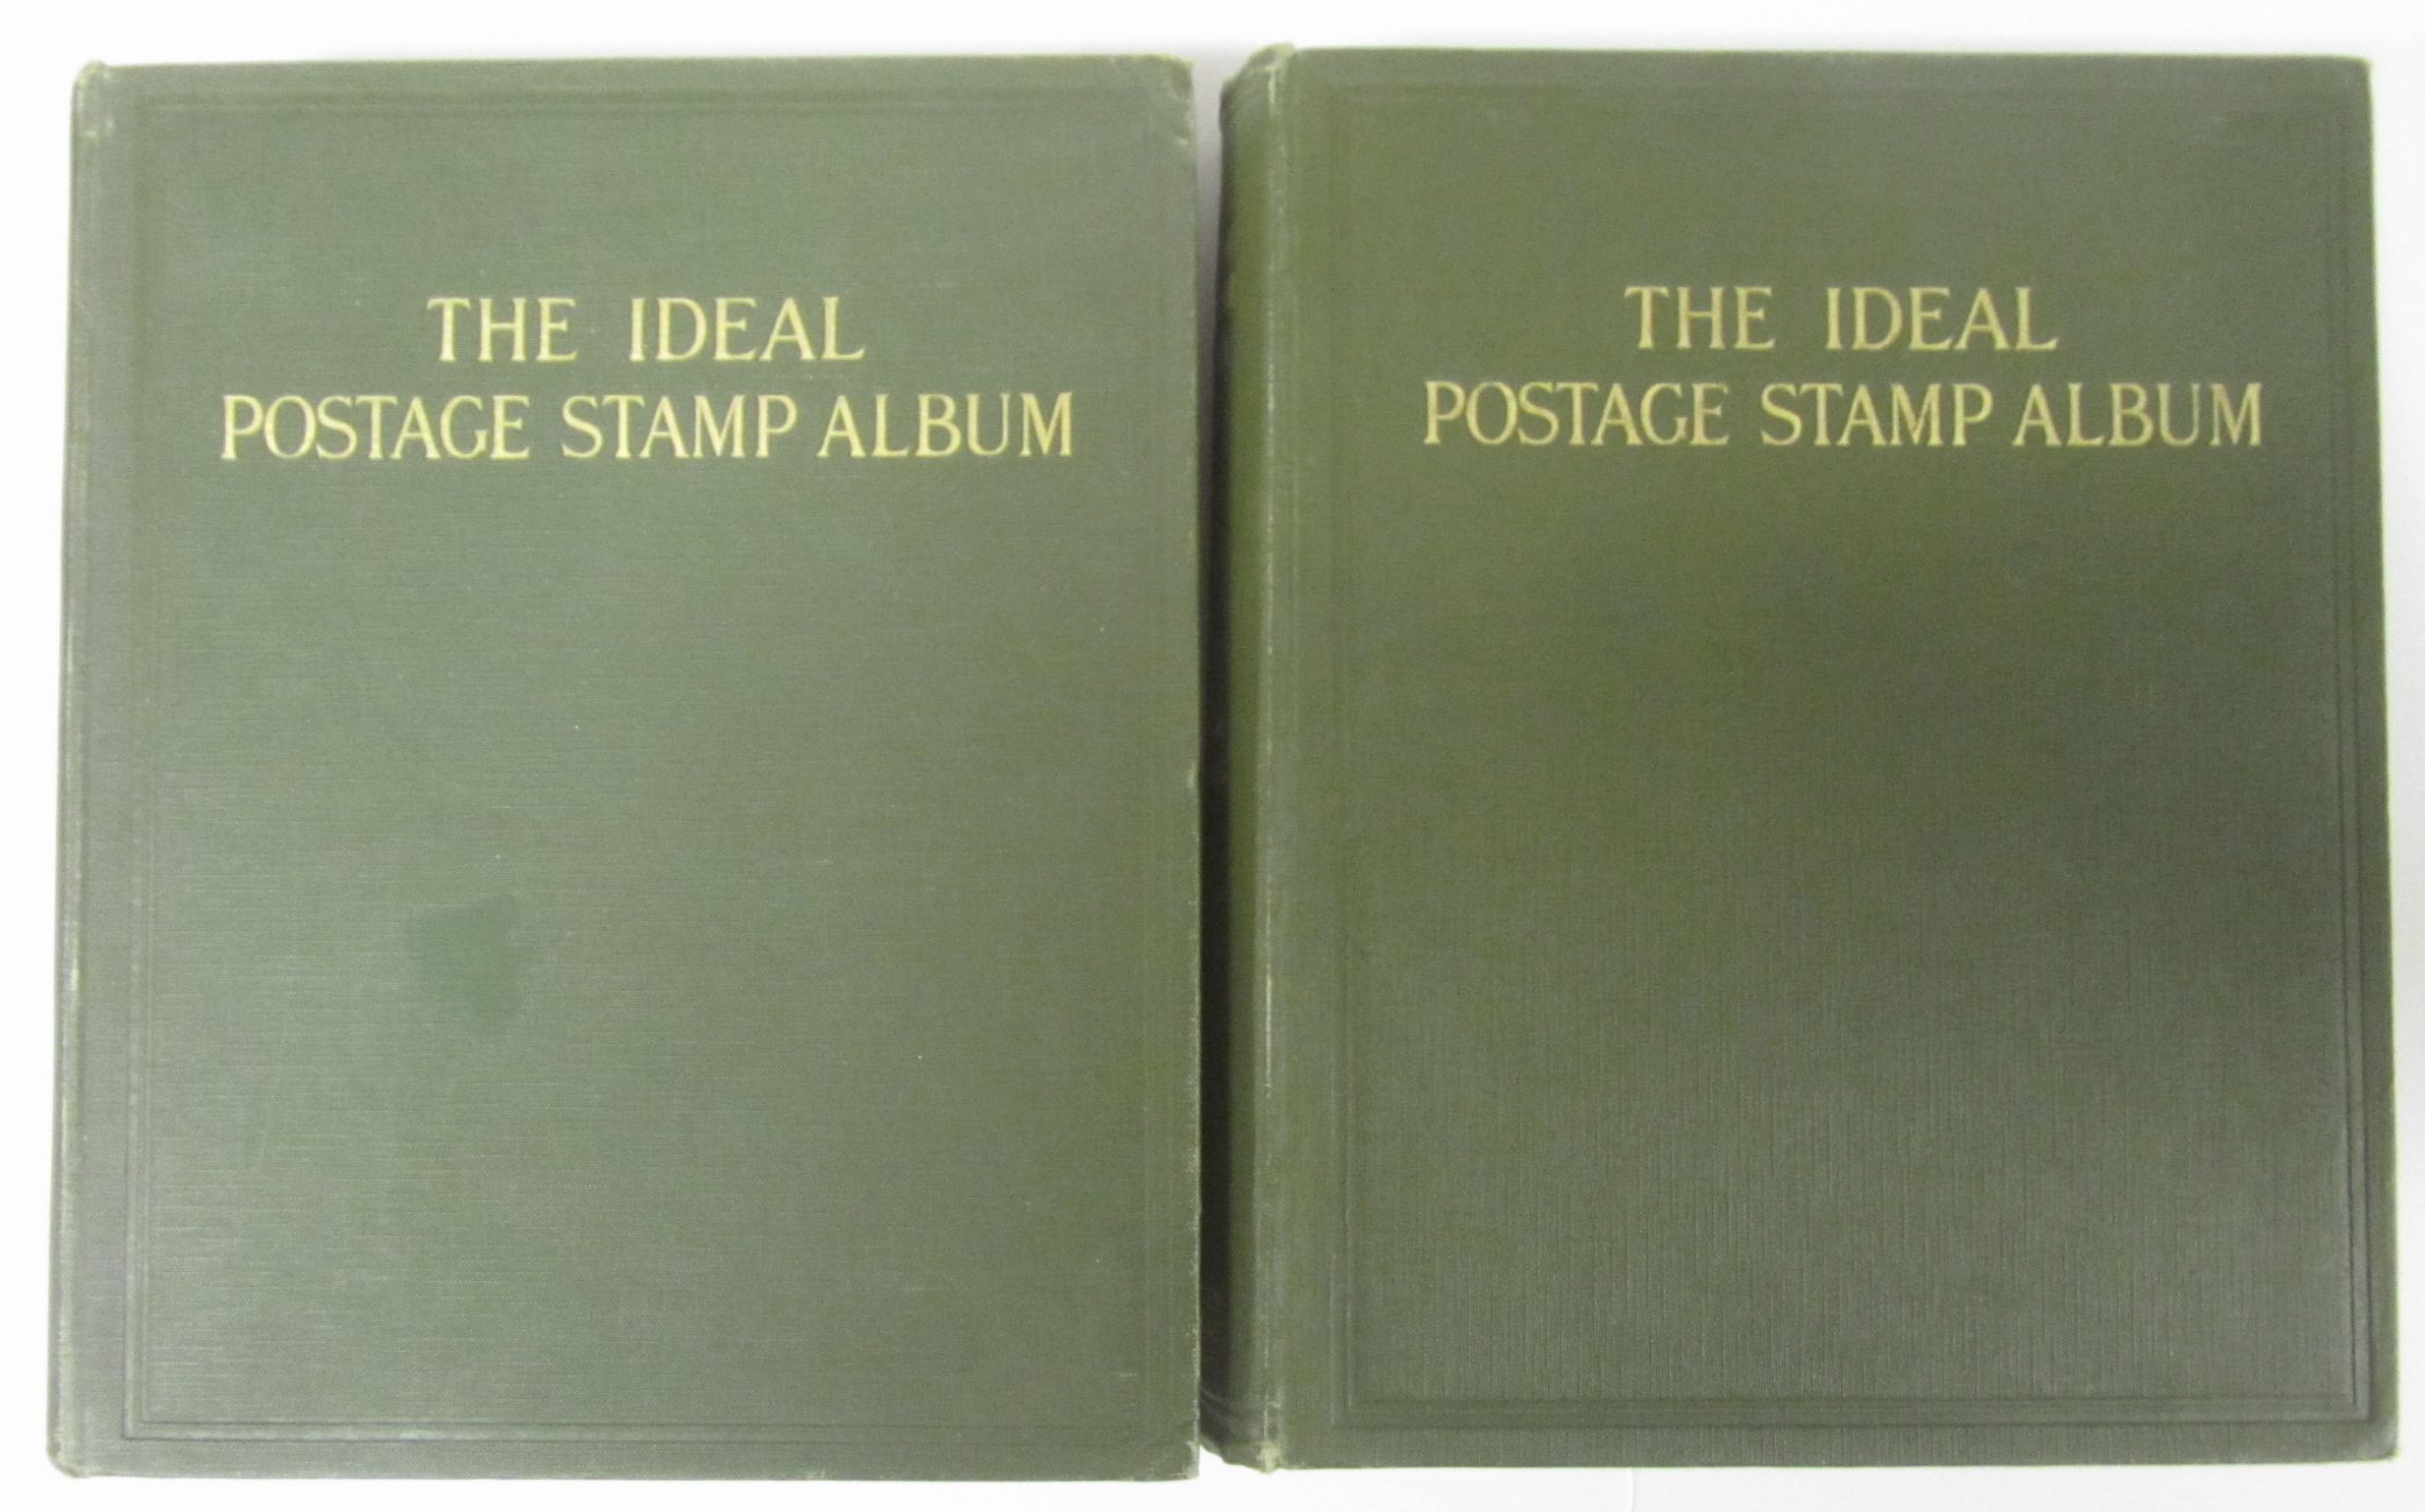 THE IDEAL
POSTAGE STAMP ALBUM
THE IDEAL
POSTAGE STAMP ALBUM